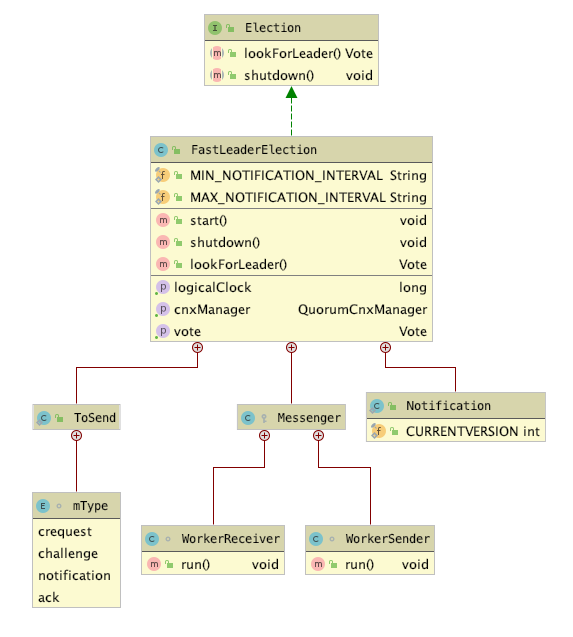 Election
lookForLeader() Vote
shutdown() void
FastLeaderElection
MIN_NOTIFICATION_INTERVAL String
MAX_NOTIFICATION_INTERVAL String
start() void
shutdown() void
lookForLeader() Vote
logicalClock long
cnxManager QuorumCnxManager
vote Vote
ToSend
Messenger
Notification
CURRENTVERSION int
mType
crequest
challenge
notification
ack
WorkerReceiver
run() void
WorkerSender
run() void